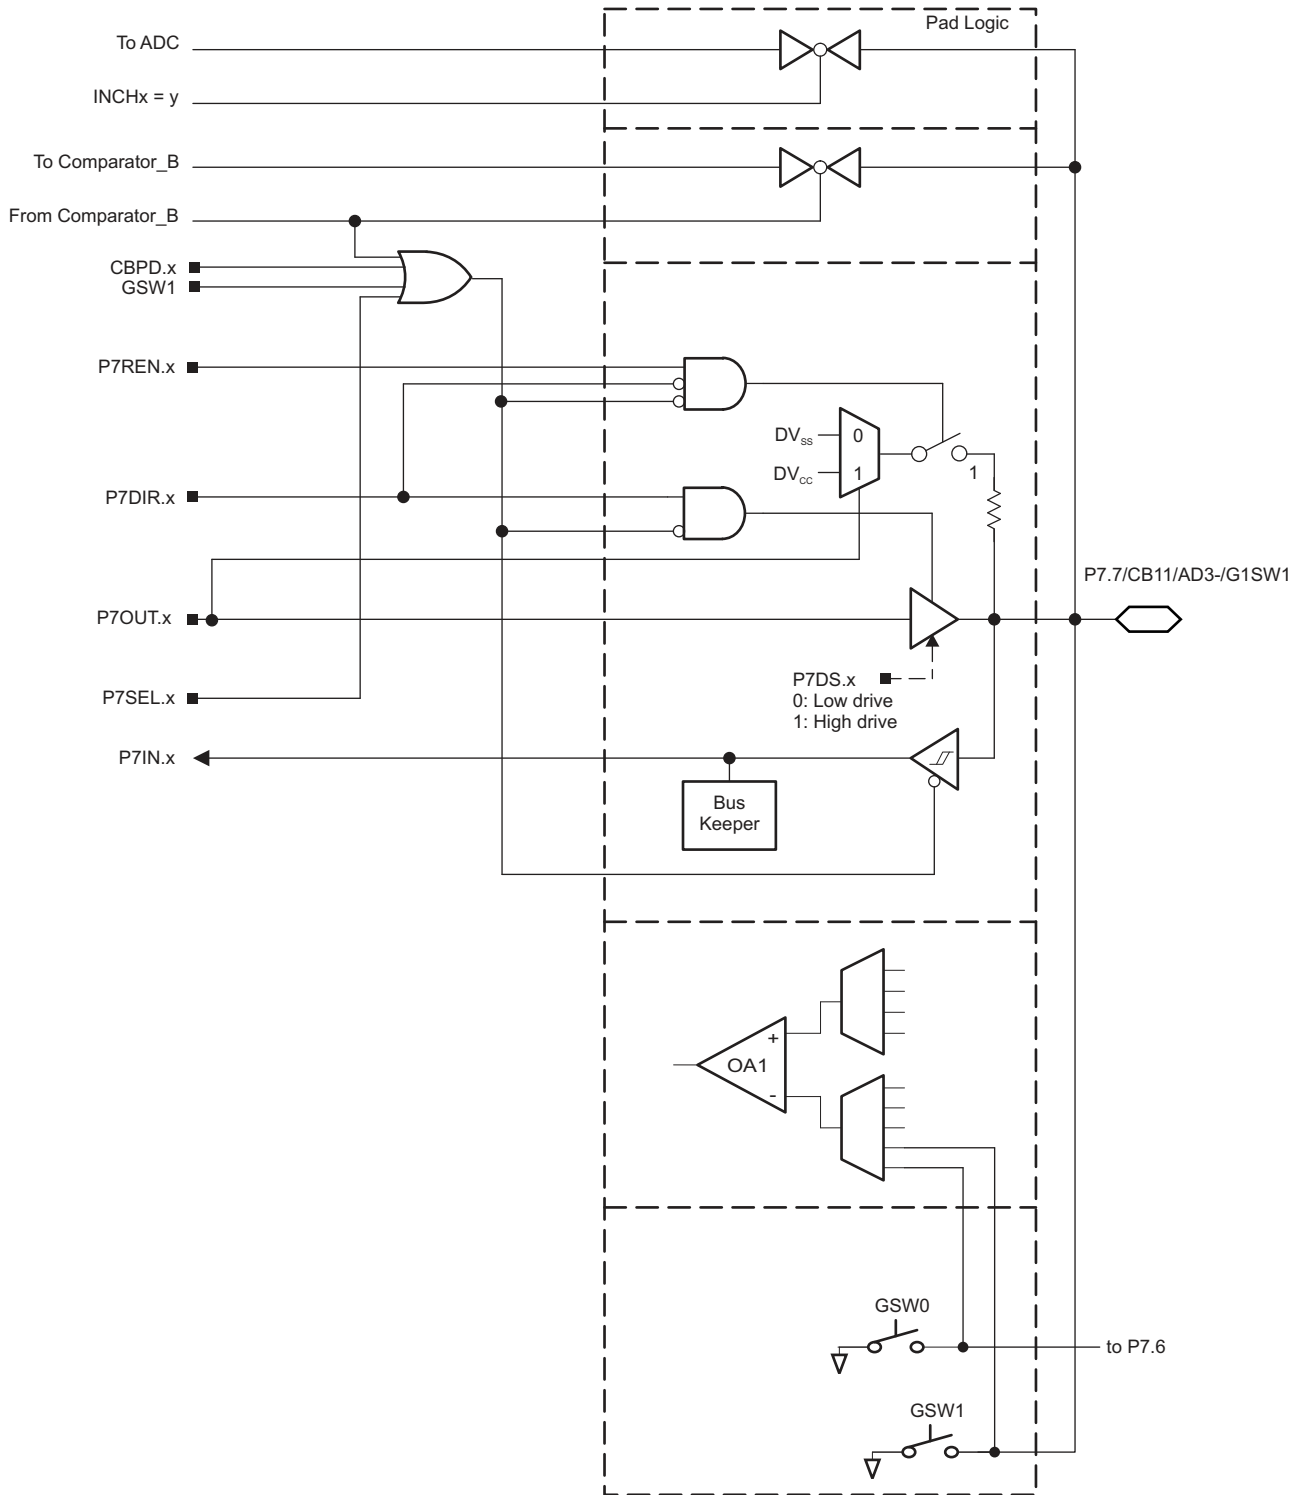 Pad Logic
To ADC
INCHx = y
To Comparator_B
From Comparator_B
CBPD.x
GSW1
P7REN.x
DVSS
0
DVCC
1
1
P7DIR.x
P7.7/CB11/AD3-/G1SW1
P7OUT.x
P7DS.x
0: Low drive
1: High drive
P7SEL.x
P7IN.x
Bus
Keeper
+
OA1
-
GSW0
to P7.6
GSW1